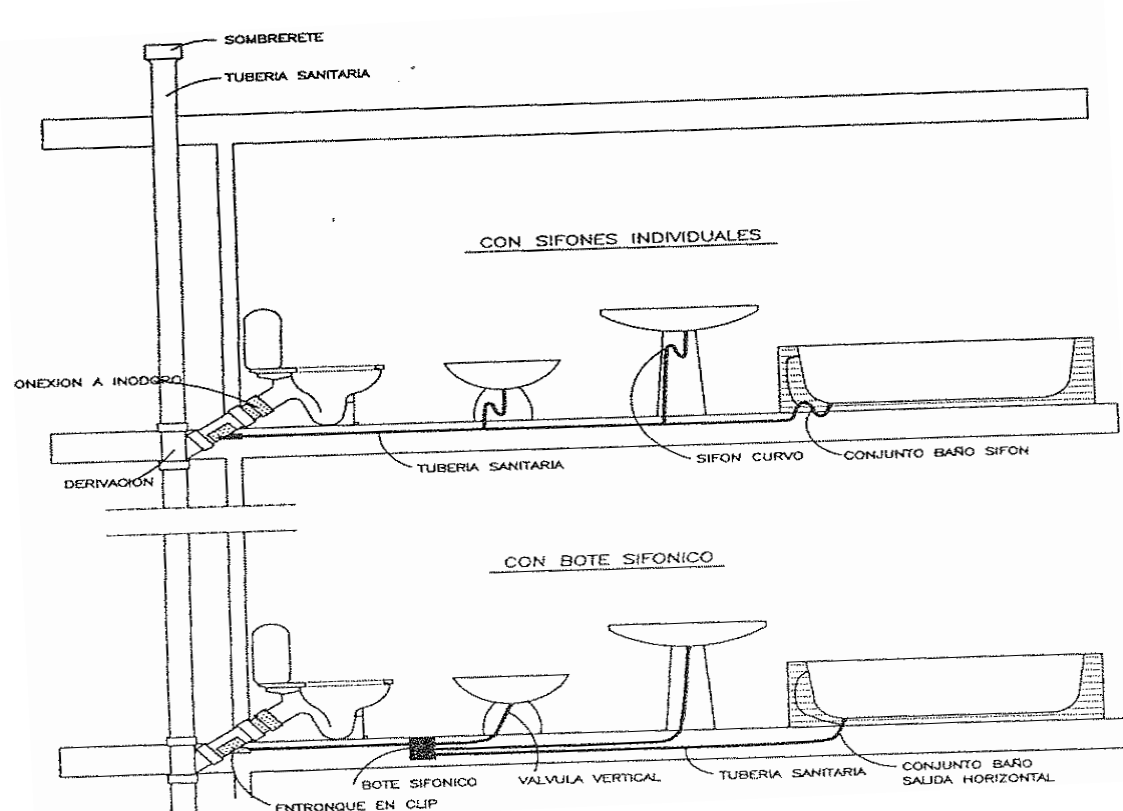 SOMBRERETE
TUBERIA SANITARIA
CON SIFONES INDIVIDUALES
ONEXION A INODORO
DERIVACION
TUBERIA SANITARIA
SIFON CURVO
CONJUNTO BAÑO SIFON
CON BOTE SIFONICO
BOTE SIFONICO
VALVULA VERTICAL
TUBERIA SANITARIA
CONJUNTO BAÑO
SALIDA HORIZONTAL
ENTRONQUE EN CLIP